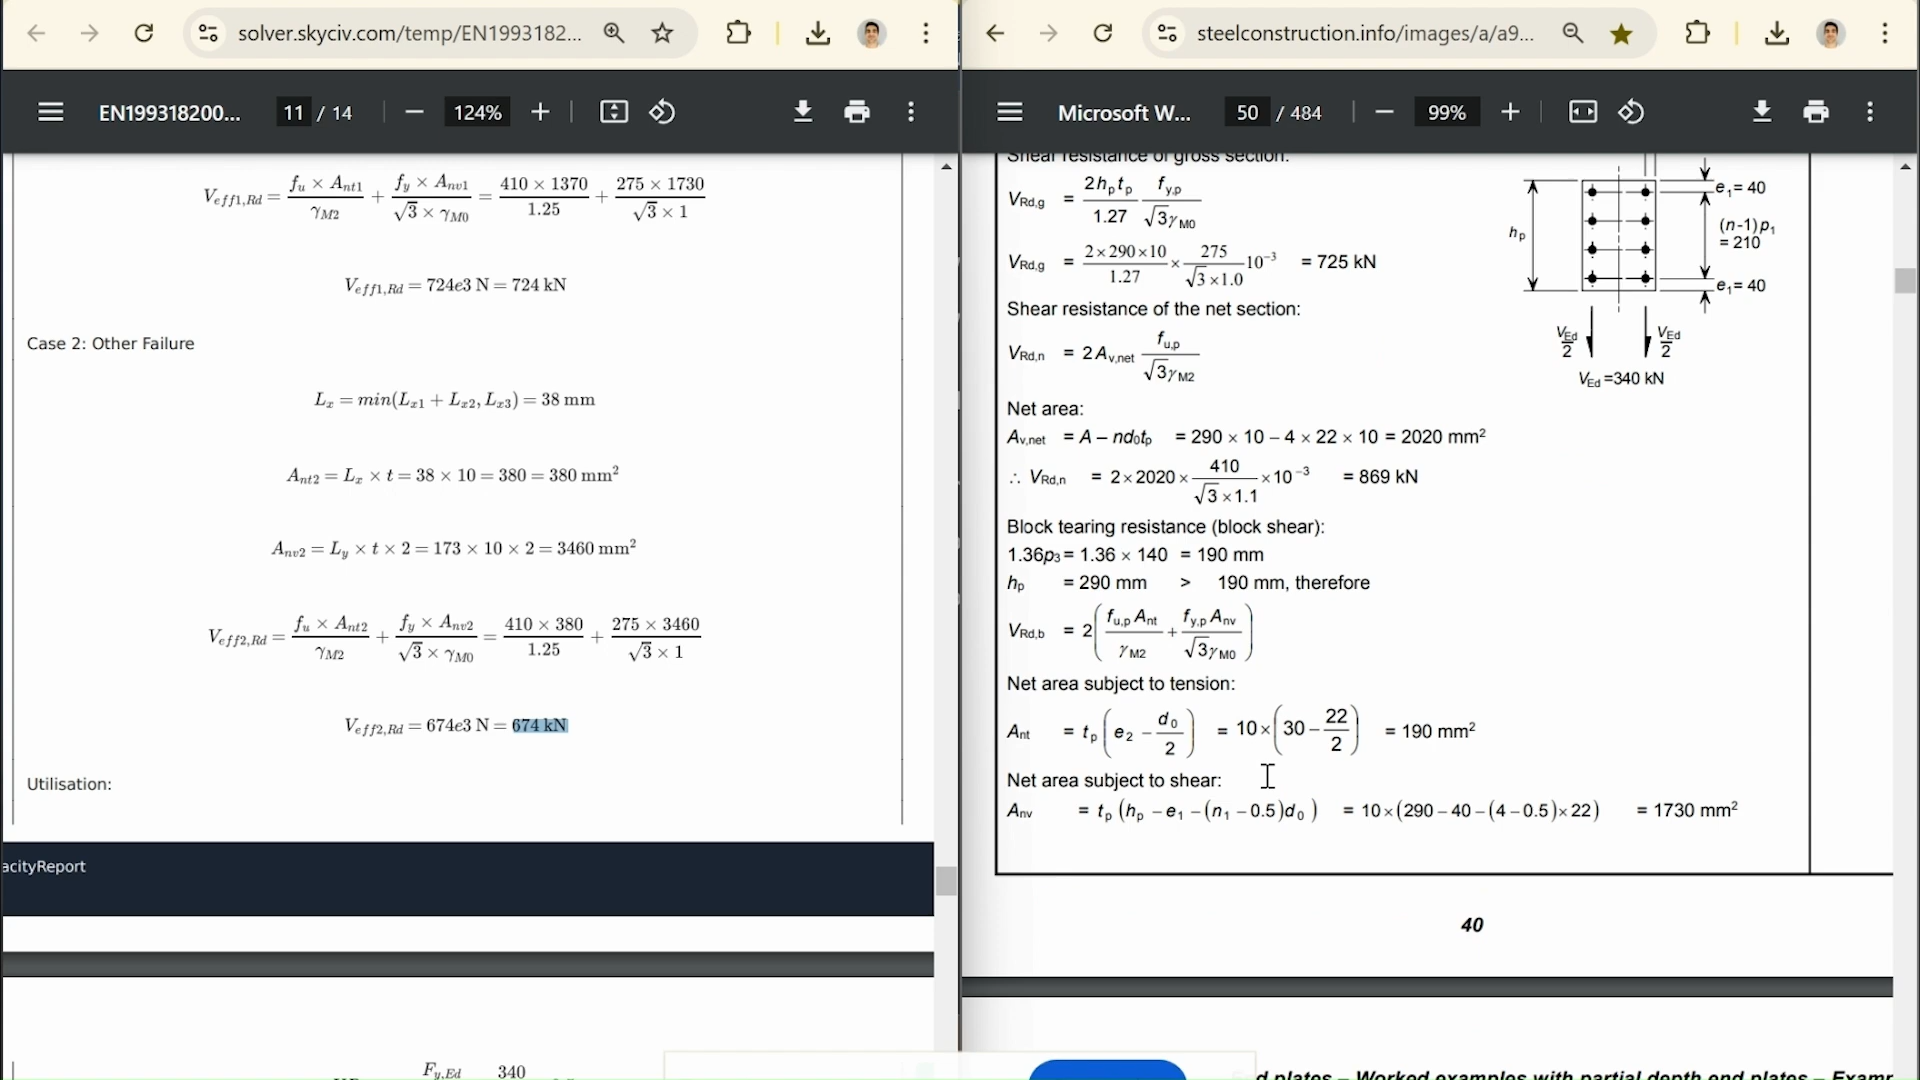 solver.skyciv.com/temp/EN1993182...
EN199318200...
11 / 14
124%
V_eff1,Rd = f_u × A_nt1 / γ_M2 + f_y × A_nv1 / √3 × γ_M0 = 410 × 1370 / 1.25 + 275 × 1730 / √3 × 1
V_eff1,Rd = 724e3 N = 724 kN
Case 2: Other Failure
L_x = min(L_x1 + L_x2, L_x3) = 38 mm
A_nt2 = L_x × t = 38 × 10 = 380 = 380 mm²
A_nv2 = L_y × t × 2 = 173 × 10 × 2 = 3460 mm²
V_eff2,Rd = f_u × A_nt2 / γ_M2 + f_y × A_nv2 / √3 × γ_M0 = 410 × 380 / 1.25 + 275 × 3460 / √3 × 1
V_eff2,Rd = 674e3 N = 674 kN
Utilisation:
acityReport
F_y,Ed 340
steelconstruction.info/images/a/a9...
Microsoft W...
50 / 484
99%
Shear resistance of gross section:
V_Rd,g = 2h_p t_p / 1.27 f_y,p / √3γ_M0
V_Rd,g = 2×290×10 / 1.27 × 275 / √3×1.0 10⁻³ = 725 kN
Shear resistance of the net section:
V_Rd,n = 2A_v,net f_u,p / √3γ_M2
Net area:
A_v,net = A – nd₀t_p = 290 × 10 – 4 × 22 × 10 = 2020 mm²
∴ V_Rd,n = 2×2020× 410 / √3×1.1 ×10⁻³ = 869 kN
Block tearing resistance (block shear):
1.36p₃ = 1.36 × 140 = 190 mm
h_p = 290 mm > 190 mm, therefore
V_Rd,b = 2(f_u,p A_nt / γ_M2 + f_y,p A_nv / √3γ_M0)
Net area subject to tension:
A_nt = t_p (e₂ – d₀ / 2) = 10×(30 – 22 / 2) = 190 mm²
Net area subject to shear:
A_nv = t_p (h_p – e₁ – (n₁ – 0.5)d₀) = 10×(290 – 40 – (4 – 0.5)×22) = 1730 mm²
e₁= 40
h_p
(n-1)p₁
= 210
e₁= 40
V_Ed / 2
V_Ed / 2
V_Ed =340 kN
40
d plates – Worked examples with partial depth end plates – Exam